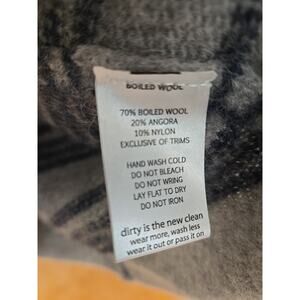 BOILED WOOL
70% BOILED WOOL
20% ANGORA
10% NYLON
EXCLUSIVE OF TRIMS
HAND WASH COLD
DO NOT BLEACH
DO NOT WRING
LAY FLAT TO DRY
DO NOT IRON
dirty is the new clean
wear more, wash less
wear it out or pass it on